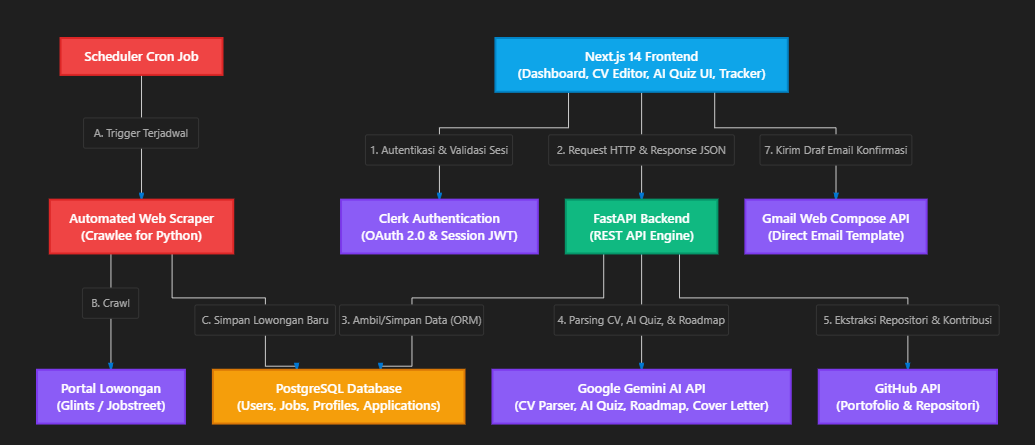 Scheduler Cron Job
Next.js 14 Frontend
(Dashboard, CV Editor, AI Quiz UI, Tracker)
A. Trigger Terjadwal
1. Autentikasi & Validasi Sesi
2. Request HTTP & Response JSON
7. Kirim Draf Email Konfirmasi
Automated Web Scraper
(Crawlee for Python)
Clerk Authentication
(OAuth 2.0 & Session JWT)
FastAPI Backend
(REST API Engine)
Gmail Web Compose API
(Direct Email Template)
B. Crawl
C. Simpan Lowongan Baru
3. Ambil/Simpan Data (ORM)
4. Parsing CV, AI Quiz, & Roadmap
5. Ekstraksi Repositori & Kontribusi
Portal Lowongan
(Glints / Jobstreet)
PostgreSQL Database
(Users, Jobs, Profiles, Applications)
Google Gemini AI API
(CV Parser, AI Quiz, Roadmap, Cover Letter)
GitHub API
(Portofolio & Repositori)